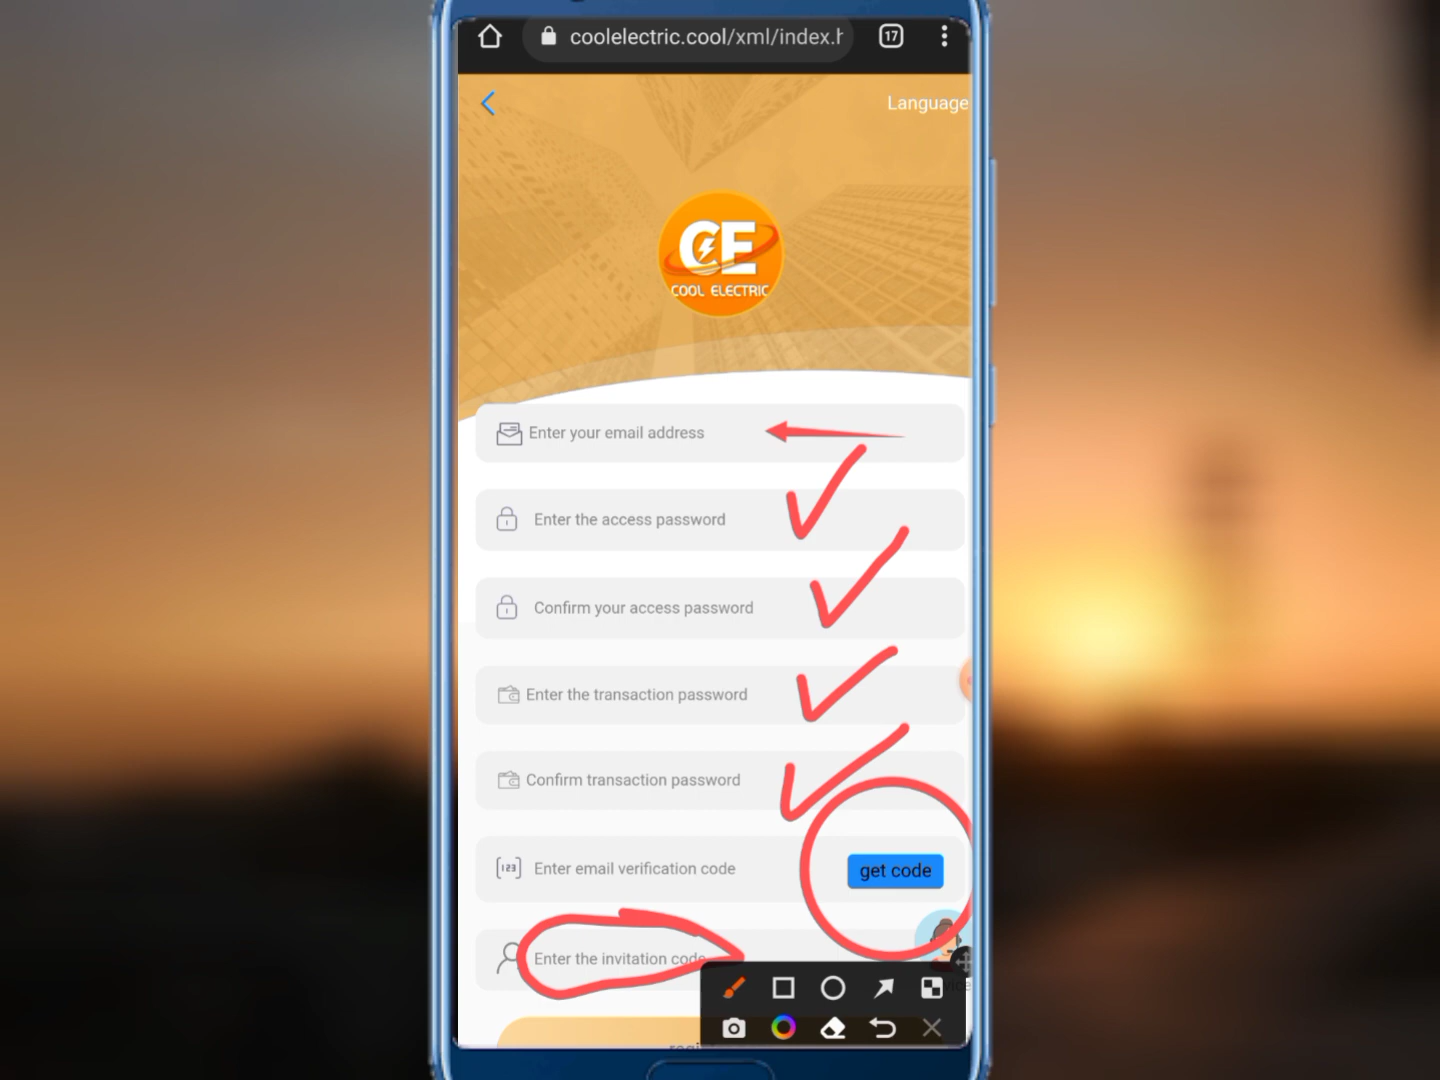 coolelectric.cool/xml/index.h
17
Language
CE
COOL ELECTRIC
Enter your email address
Enter the access password
Confirm your access password
Enter the transaction password
Confirm transaction password
123
Enter email verification code
get code
Enter the invitation code